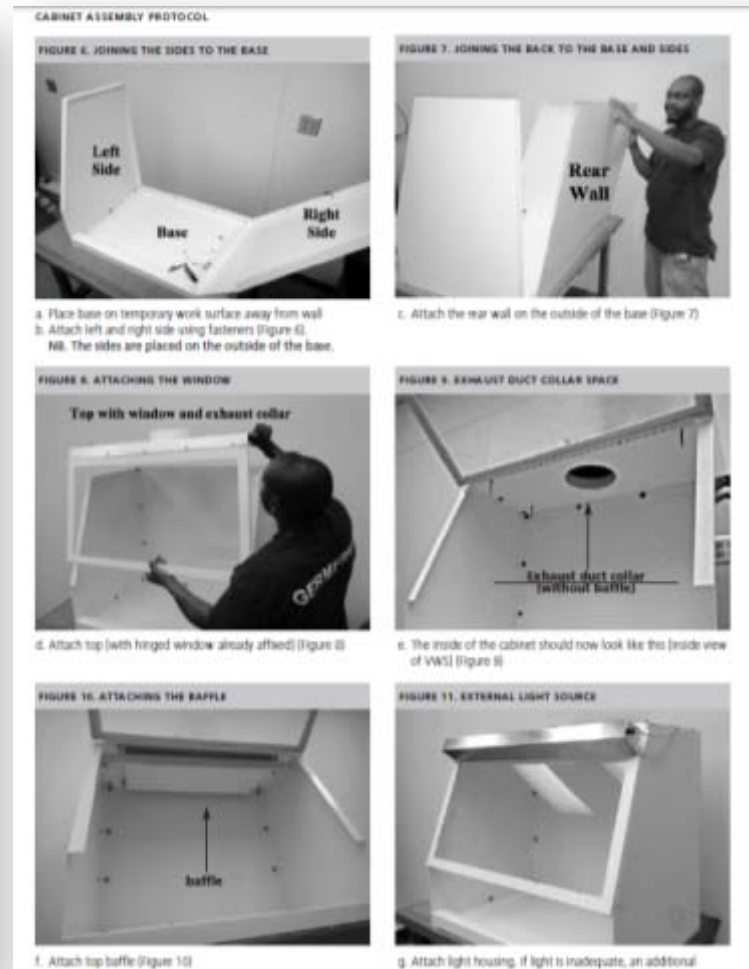 CABINET ASSEMBLY PROTOCOL
FIGURE 6. JOINING THE SIDES TO THE BASE
Left
Side
Base
Right
Side
a. Place base on temporary work surface away from wall
b. Attach left and right side using fasteners (Figure 6).
NB. The sides are placed on the outside of the base.
FIGURE 7. JOINING THE BACK TO THE BASE AND SIDES
Rear
Wall
c. Attach the rear wall on the outside of the base (Figure 7)
FIGURE 8. ATTACHING THE WINDOW
Top with window and exhaust collar
d. Attach top (with hinged window already affixed) (Figure 8)
FIGURE 9. EXHAUST DUCT COLLAR SPACE
Exhaust duct collar
(without baffle)
e. The inside of the cabinet should now look like this (inside view
of VWS) (Figure 9)
FIGURE 10. ATTACHING THE BAFFLE
baffle
f. Attach top baffle (Figure 10)
FIGURE 11. EXTERNAL LIGHT SOURCE
g. Attach light housing. If light is inadequate, an additional